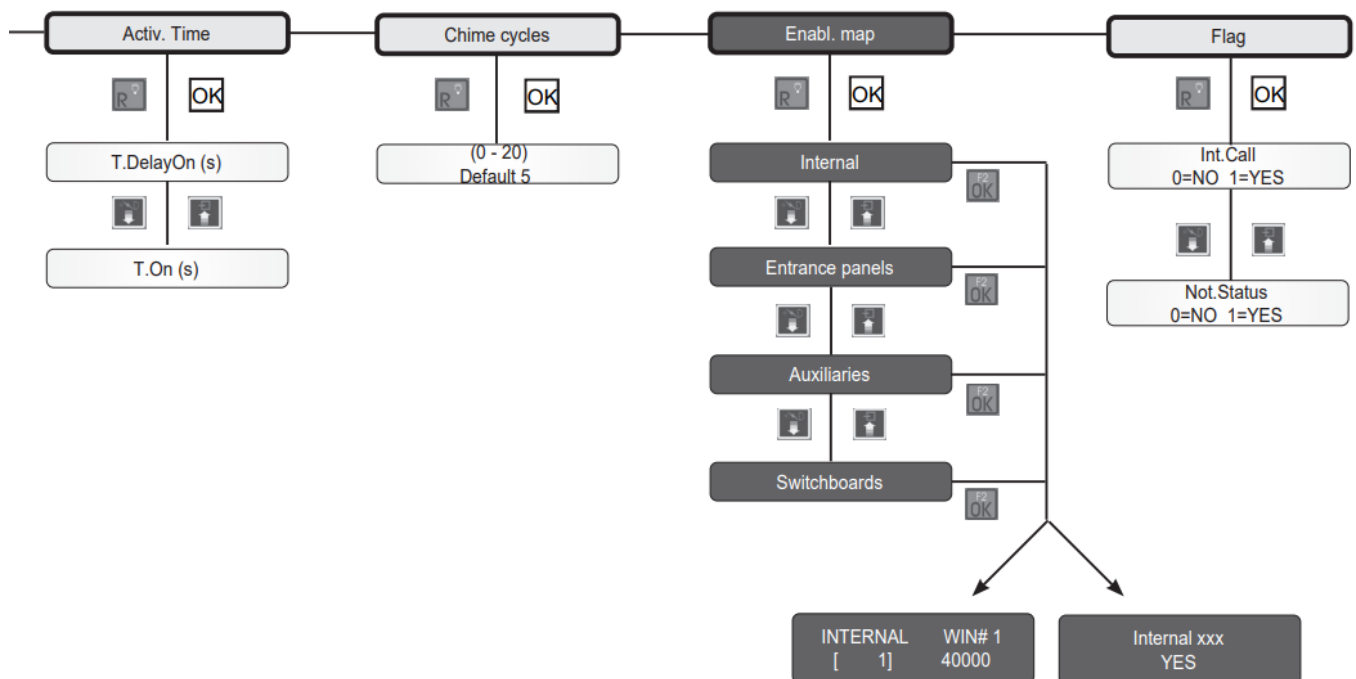 Activ. Time
Chime cycles
Enabl. map
Flag
R OK
R OK
R OK
R OK
T.DelayOn (s)
(0 - 20)
Default 5
Internal
Int.Call
0=NO 1=YES
F2
OK
T.On (s)
Entrance panels
F2
OK
Not.Status
0=NO 1=YES
Auxiliaries
F2
OK
Switchboards
F2
OK
INTERNAL WIN# 1
[ 1] 40000
Internal xxx
YES